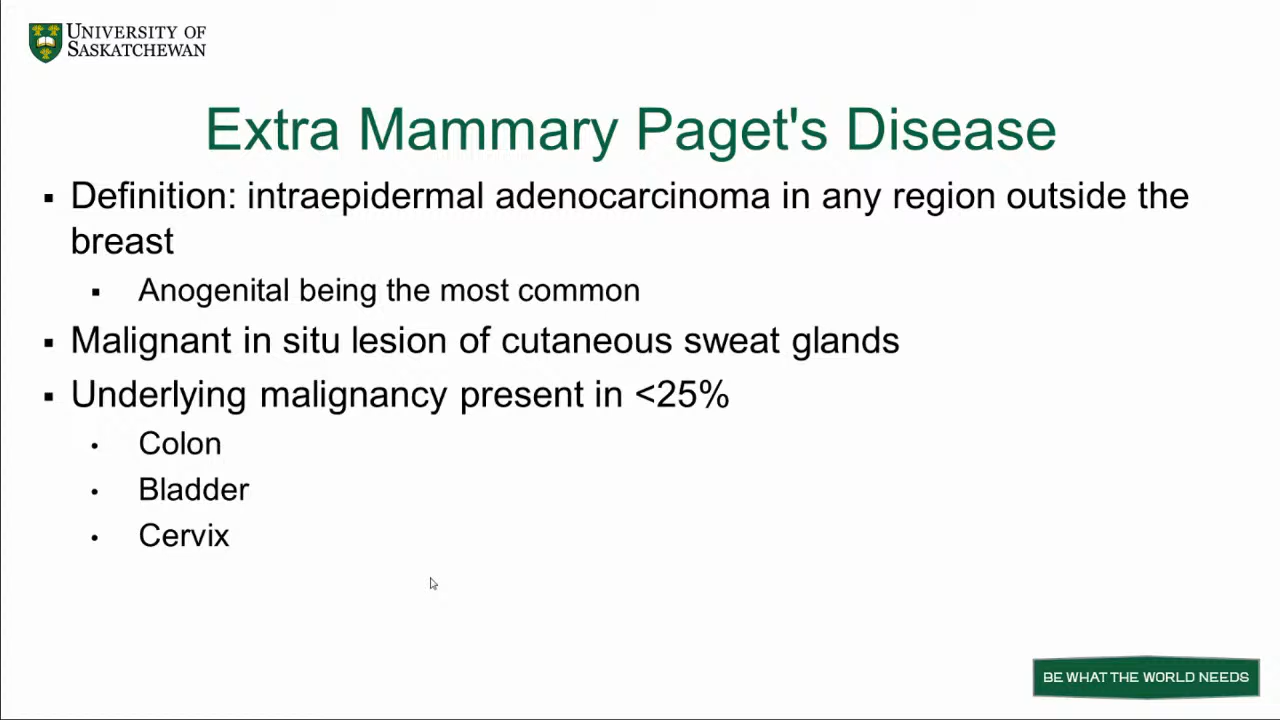 UNIVERSITY OF
SASKATCHEWAN
Extra Mammary Paget's Disease
▪ Definition: intraepidermal adenocarcinoma in any region outside the
breast
▪ Anogenital being the most common
▪ Malignant in situ lesion of cutaneous sweat glands
▪ Underlying malignancy present in <25%
• Colon
• Bladder
• Cervix
BE WHAT THE WORLD NEEDS